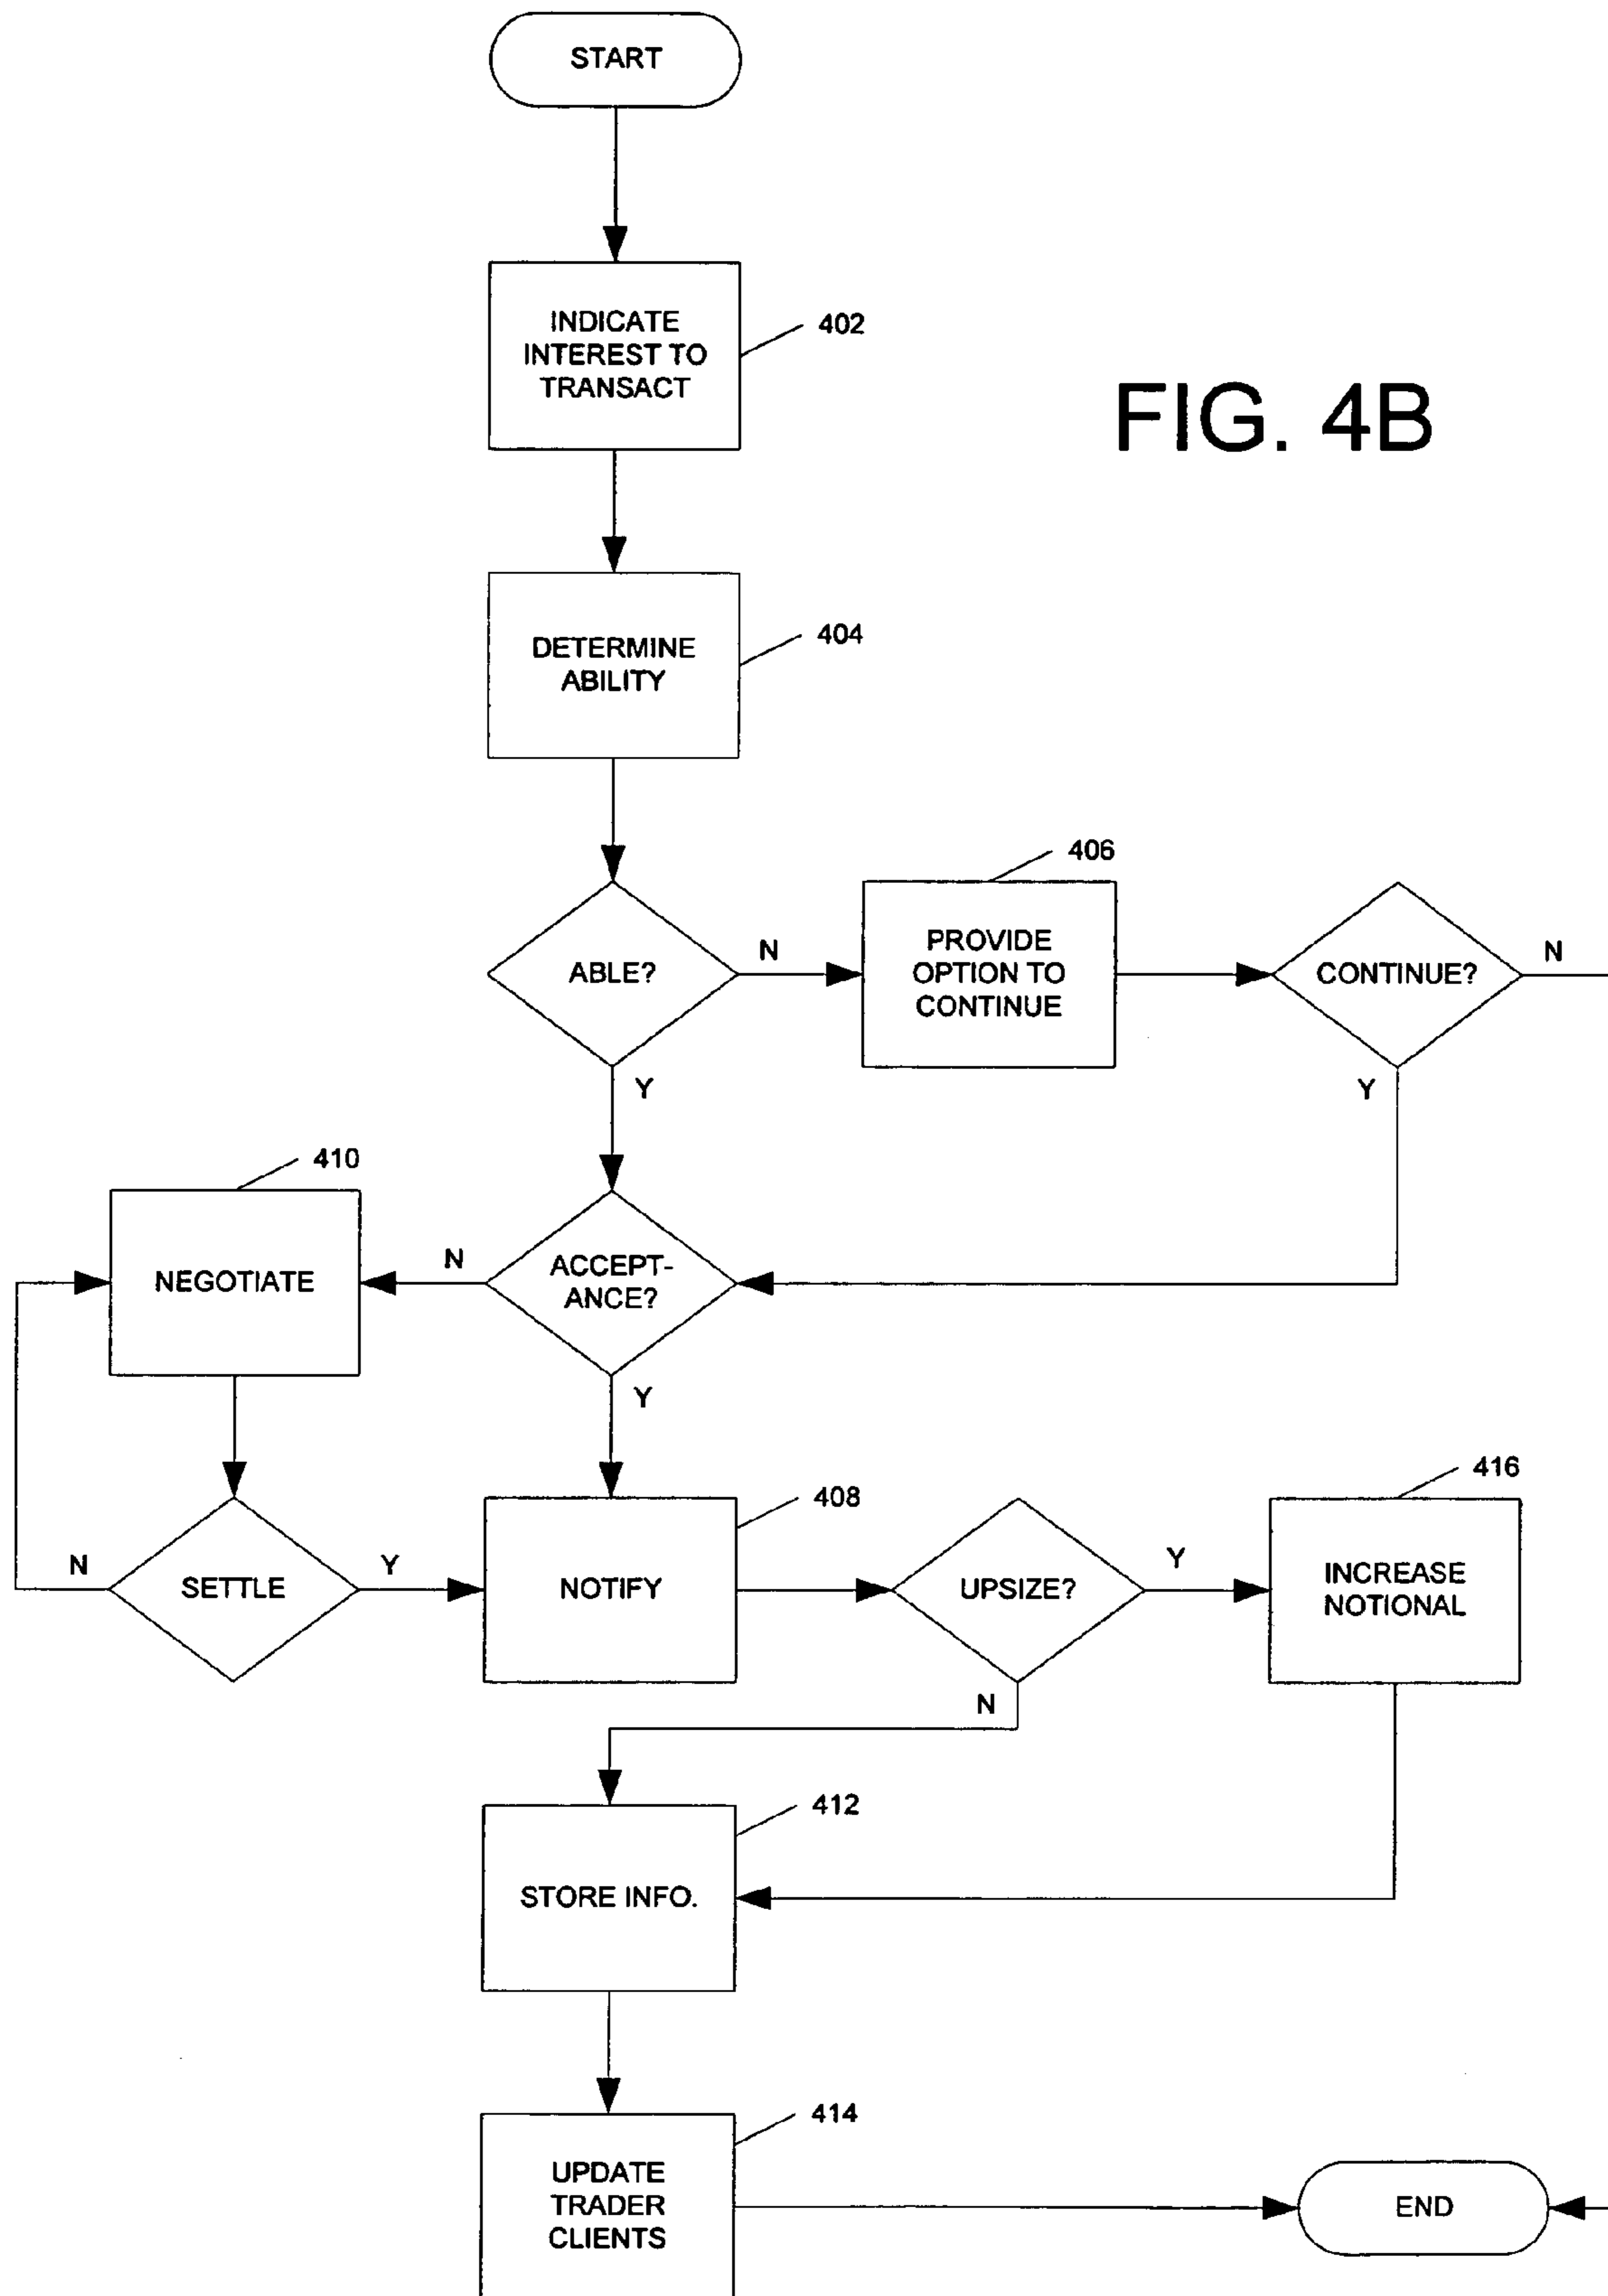 START
INDICATE
INTEREST TO
TRANSACT
402
FIG. 4B
DETERMINE
ABILITY
404
406
ABLE?
N
PROVIDE
OPTION TO
CONTINUE
CONTINUE?
N
Y
Y
410
NEGOTIATE
N
ACCEPT-
ANCE?
Y
408
416
N
SETTLE
Y
NOTIFY
UPSIZE?
Y
INCREASE
NOTIONAL
N
412
STORE INFO.
414
UPDATE
TRADER
CLIENTS
END